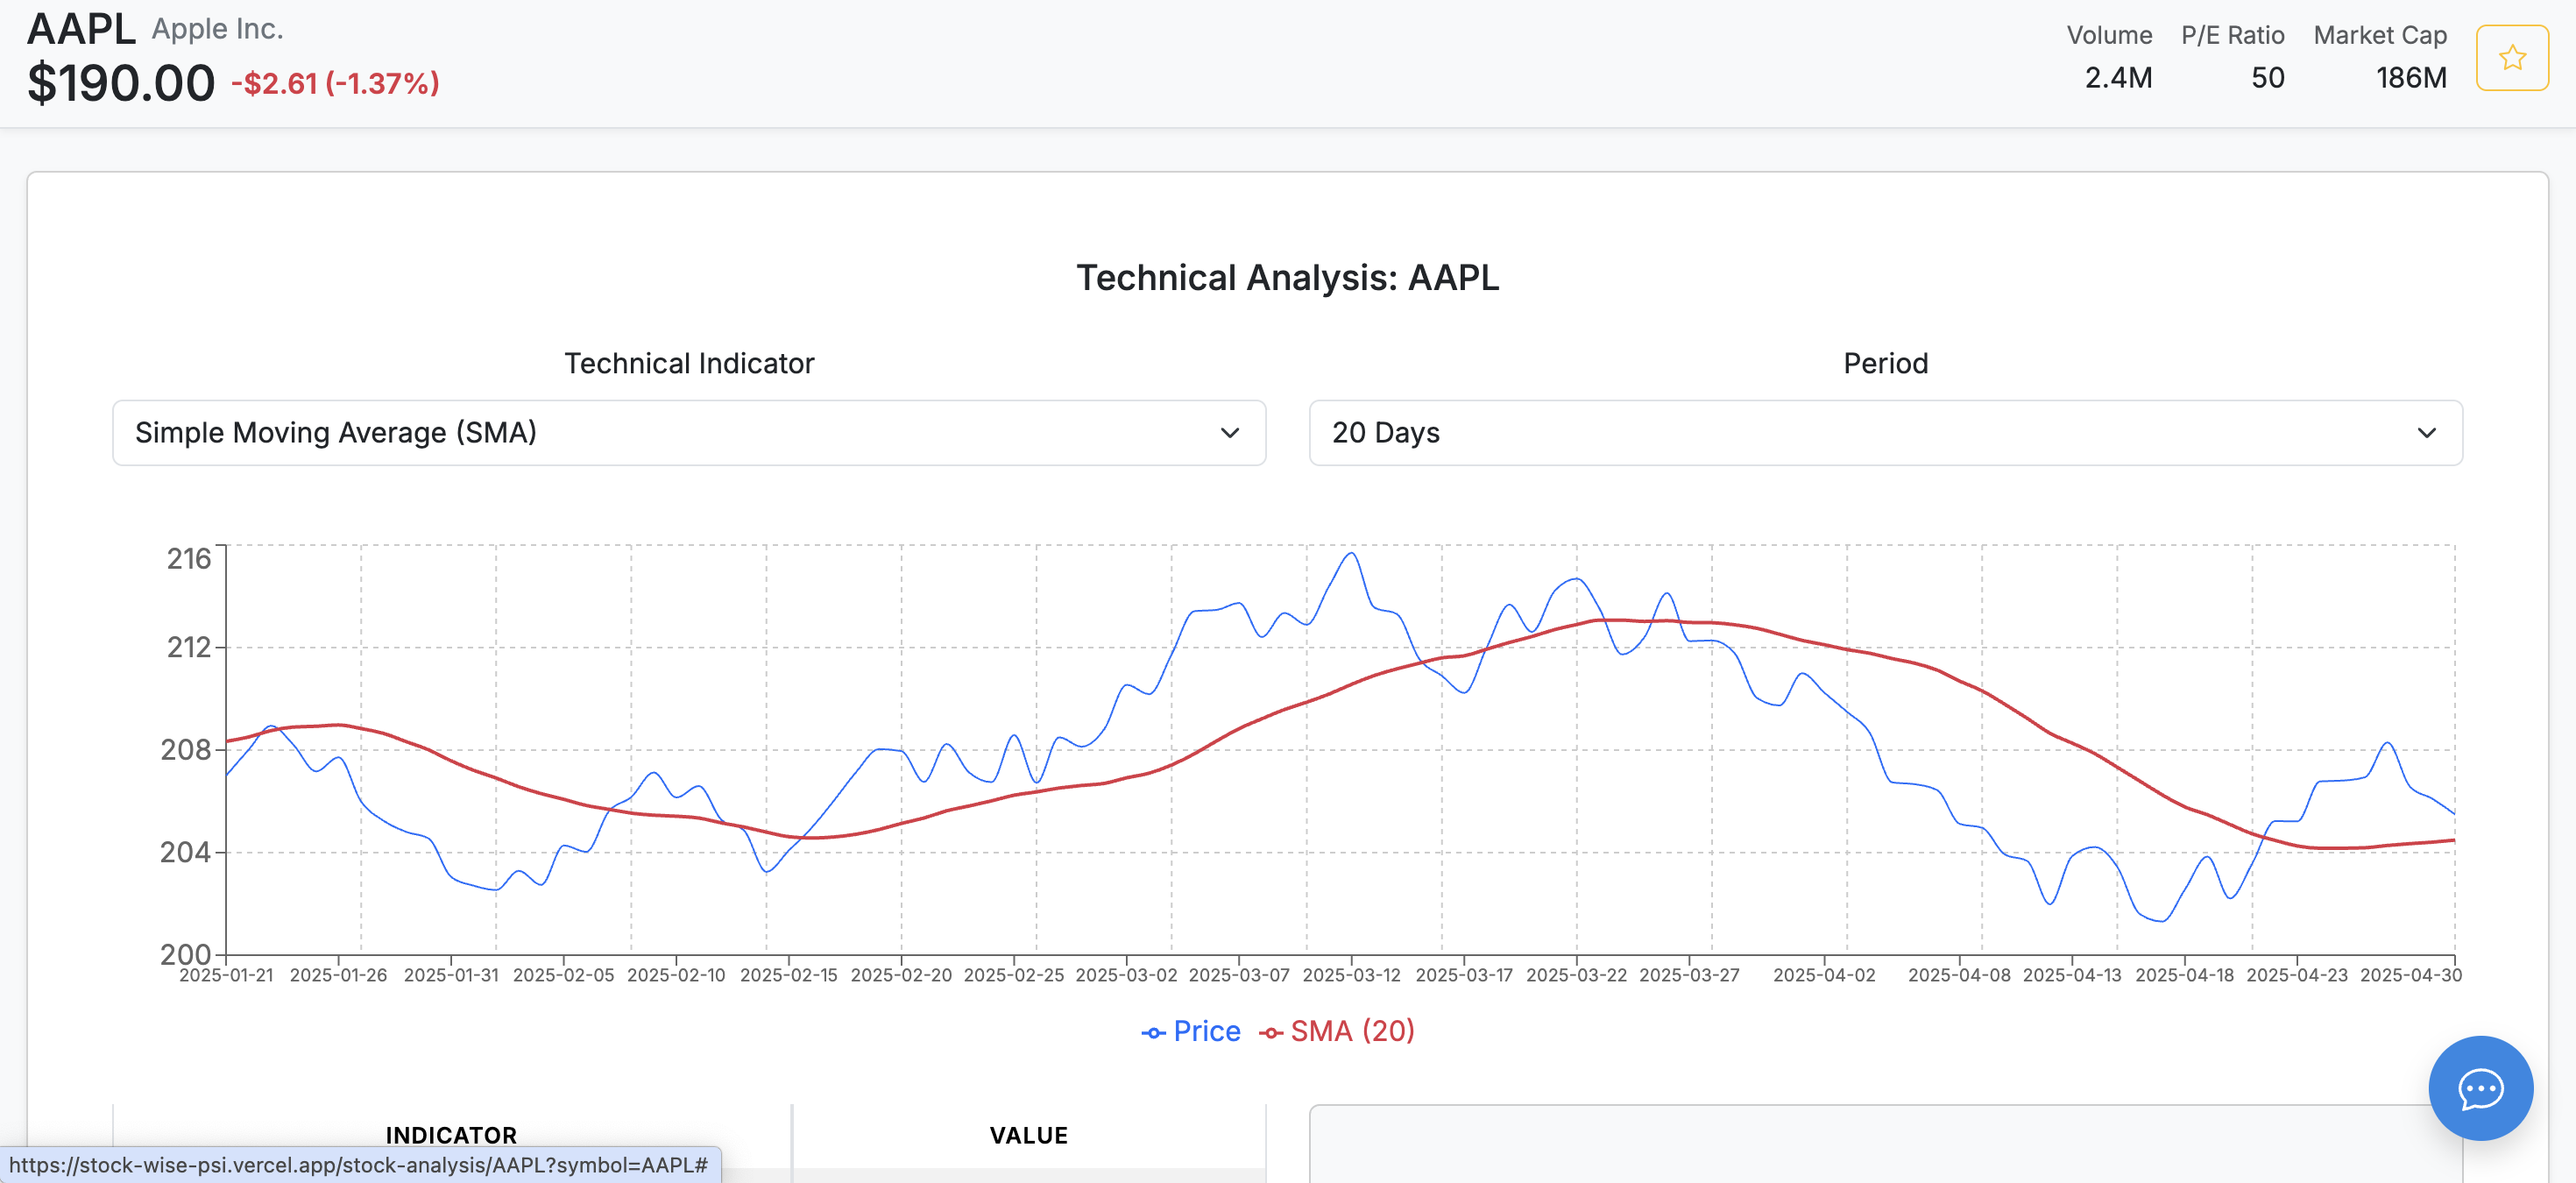 AAPL Apple Inc.
$190.00 -$2.61 (-1.37%)
Volume P/E Ratio Market Cap
2.4M 50 186M
Technical Analysis: AAPL
Technical Indicator Period
Simple Moving Average (SMA) 20 Days
216
212
208
204
200
2025-01-21 2025-01-26 2025-01-31 2025-02-05 2025-02-10 2025-02-15 2025-02-20 2025-02-25 2025-03-02 2025-03-07 2025-03-12 2025-03-17 2025-03-22 2025-03-27 2025-04-02 2025-04-08 2025-04-13 2025-04-18 2025-04-23 2025-04-30
Price SMA (20)
INDICATOR VALUE
https://stock-wise-psi.vercel.app/stock-analysis/AAPL?symbol=AAPL#